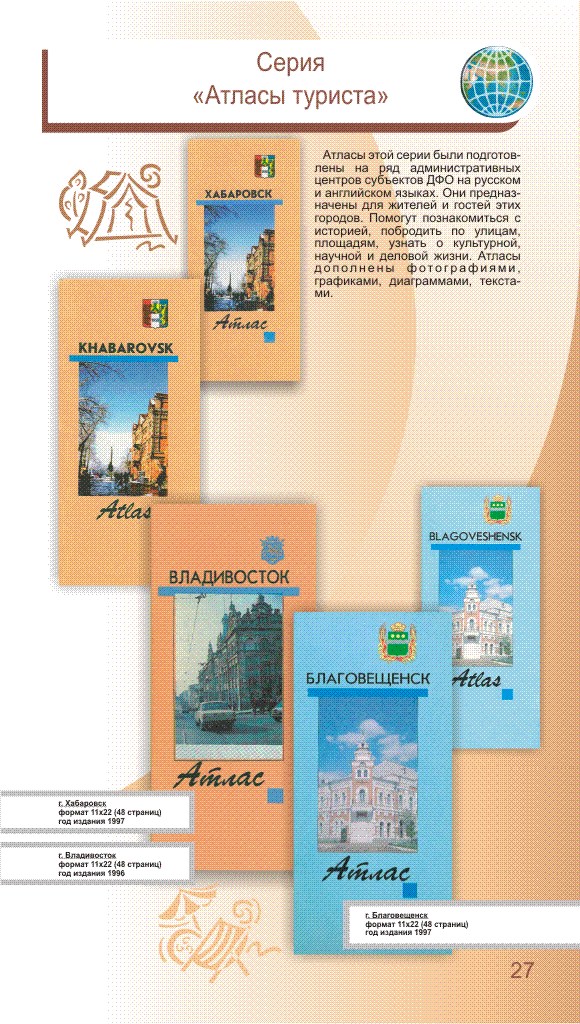 Серия
«Атласы туриста»
Атласы этой серии были подготов-
лены на ряд административных
центров субъектов ДФО на русском
и английском языках. Они предназ-
начены для жителей и гостей этих
городов. Помогут познакомиться с
историей, побродить по улицам,
площадям, узнать о культурной,
научной и деловой жизни. Атласы
дополнены фотографиями,
графиками, диаграммами, текста-
ми.
ХАБАРОВСК
Атлас
KHABAROVSK
Atlas
ВЛАДИВОСТОК
Атлас
BLAGOVESHENSK
Atlas
БЛАГОВЕЩЕНСК
Атлас
г. Хабаровск
формат 11х22 (48 страниц)
год издания 1997
г. Владивосток
формат 11х22 (48 страниц)
год издания 1996
г. Благовещенск
формат 11х22 (48 страниц)
год издания 1997
27